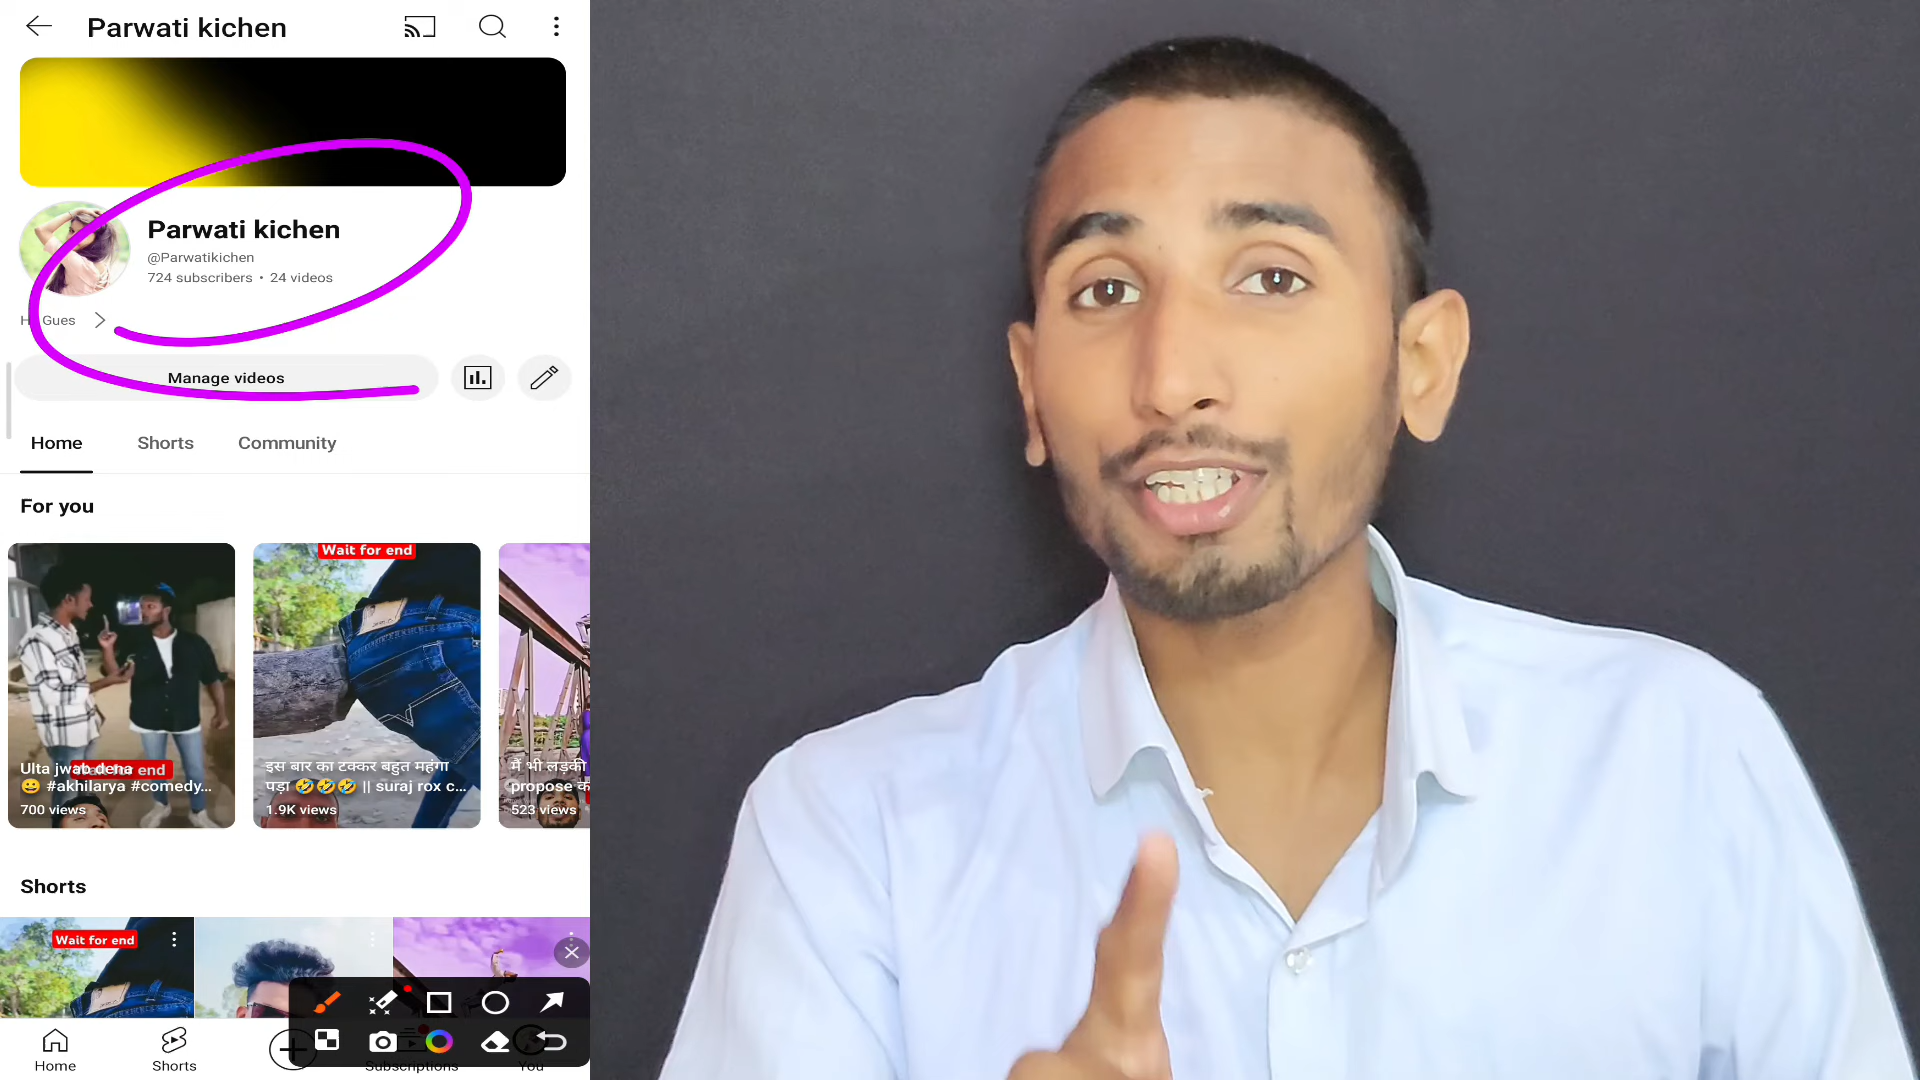 Parwati kichen
Parwati kichen
@Parwatikichen
724 subscribers • 24 videos
Gues
Manage videos
Home
Shorts
Community
For you
Wait for end
Ulta jwab dena
Wait for end
😀 #akhilarya #comedy...
700 views
इस बार का टक्कर बहुत महंगा
पड़ा 🤣🤣🤣 || suraj rox c...
1.9K views
मैं भी लड़की
propose क
523 views
Shorts
Wait for end
Home
Shorts
Subscriptions
You